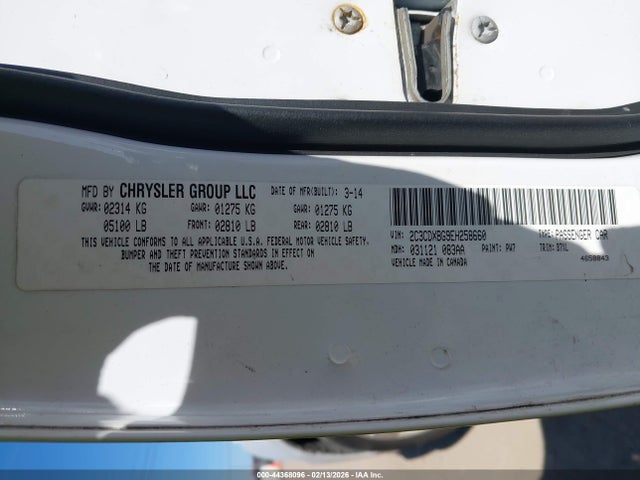 MFD BY CHRYSLER GROUP LLC DATE OF MFR(BUILT): 3-14
GVWR: 02314 KG GAWR: 01275 KG GAWR: 01275 KG
05100 LB FRONT: 02810 LB REAR: 02810 LB
THIS VEHICLE CONFORMS TO ALL APPLICABLE U.S.A. FEDERAL MOTOR VEHICLE SAFETY,
BUMPER AND THEFT PREVENTION STANDARDS IN EFFECT ON
THE DATE OF MANUFACTURE SHOWN ABOVE.
VIN: 2C3CDXBG9EH258660 TYPE: PASSENGER CAR
MDH: 031121 083AA PAINT: PW7 TRIM: BTXL
VEHICLE MADE IN CANADA 4658843
000-44368096 - 02/13/2026 - IAA Inc.